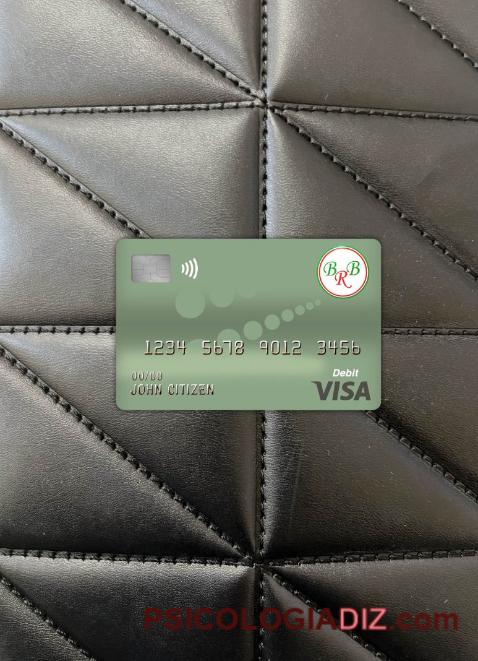 BRB
1234 5678 9012 3456
00/00
JOHN CITIZEN
Debit
VISA
PSICOLOGIADIZ.com